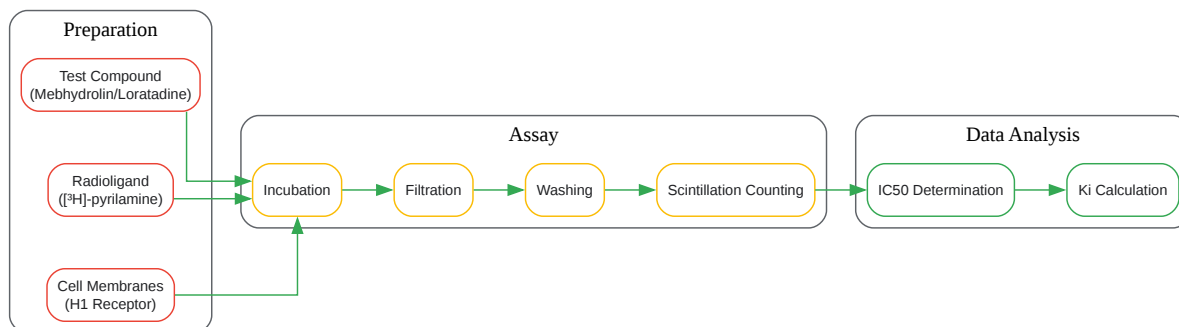 Preparation
Test Compound
(Mebhydrolin/Loratadine)
Radioligand
([³H]-pyrilamine)
Cell Membranes
(H1 Receptor)
Assay
Incubation
Filtration
Washing
Scintillation Counting
Data Analysis
IC50 Determination
Ki Calculation